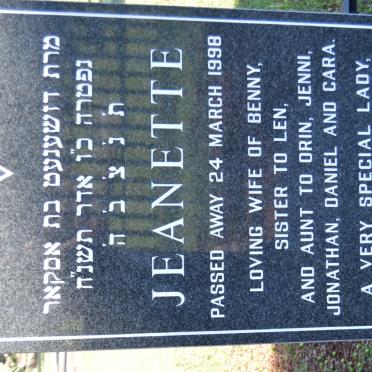 מרת דזשענעט בת אסקאר
נפטרה כ״ו אדר תשנ״ח
ת נ צ ב ה
JEANETTE
PASSED AWAY 24 MARCH 1998
LOVING WIFE OF BENNY,
SISTER TO LEN,
AND AUNT TO ORIN, JENNI,
JONATHAN, DANIEL AND CARA.
A VERY SPECIAL LADY,